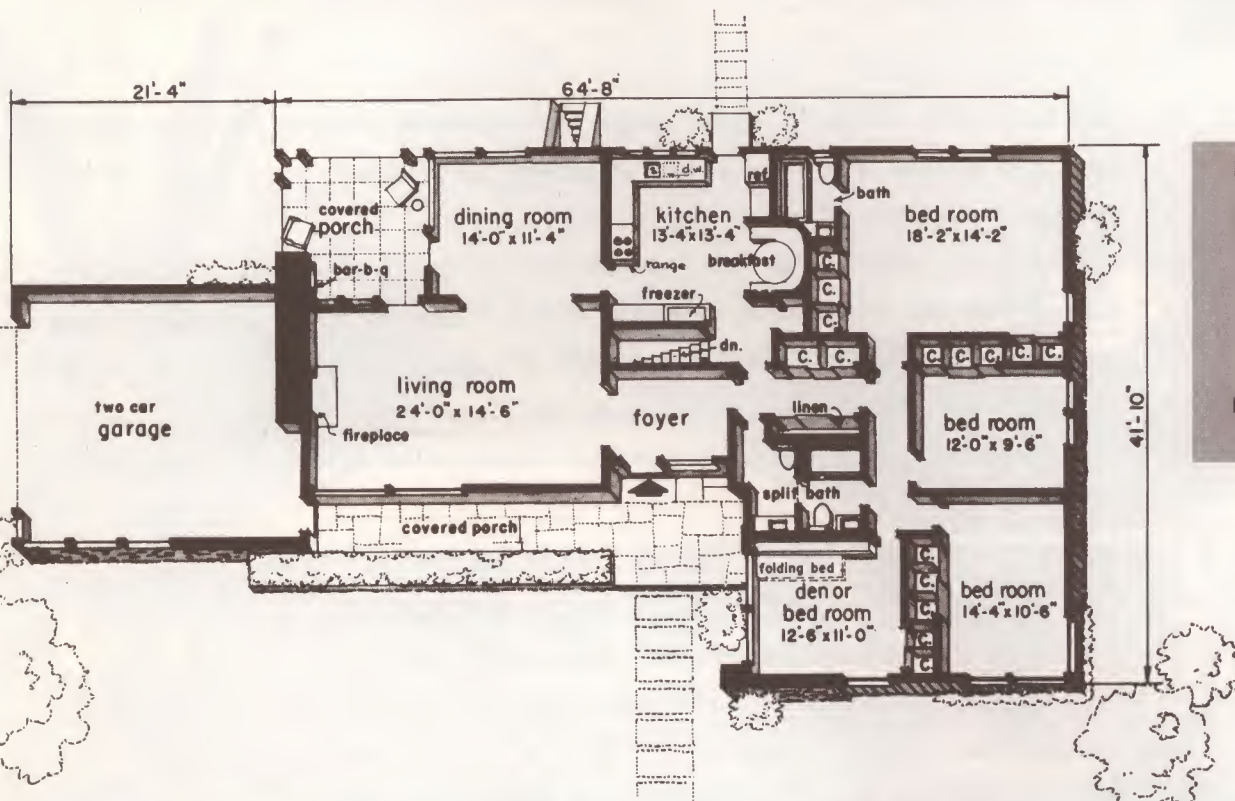 21'-4"
64'-8"
covered
porch
bar-b-q
dining room
14'-0" x 11'-4"
d.w.
ref
kitchen
13'-4" x 13'-4"
range
breakfast
freezer
dn.
bath
bed room
18'-2" x 14'-2"
C.
C.
C.
C. C.
C. C. C. C. C.
two car
garage
living room
24'-0" x 14'-6"
fireplace
foyer
linen
bed room
12'-0" x 9'-6"
41'-10"
split bath
covered porch
folding bed
den or
bed room
12'-6" x 11'-0"
C.
C.
C.
C.
C.
bed room
14'-4" x 10'-6"